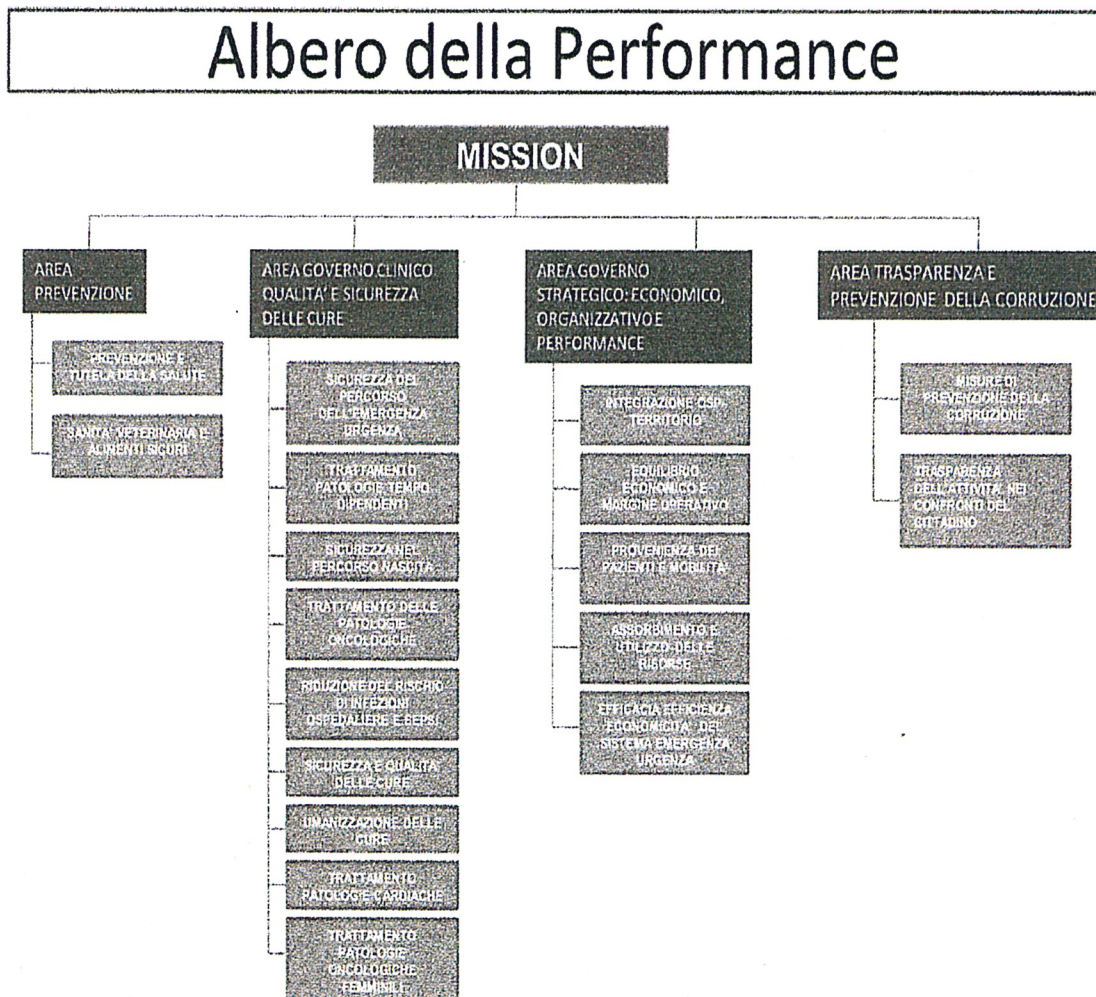 Albero della Performance
MISSION
AREA
PREVENZIONE
PREVENZIONE E
TUTELA DELLA SALUTE
SANITA' VETERINARIA E
ALIMENTI SICURI
AREA GOVERNO CLINICO
QUALITA' E SICUREZZA
DELLE CURE
SICUREZZA DEL
PERCORSO
DELL'EMERGENZA
URGENZA
TRATTAMENTO
PATOLOGIE TEMPO
DIPENDENTI
SICUREZZA NEL
PERCORSO NASCITA
TRATTAMENTO DELLE
PATOLOGIE
ONCOLOGICHE
RIDUZIONE DEL RISCHIO
DI INFEZIONI
OSPEDALIERE E SEPSI
SICUREZZA E QUALITA'
DELLE CURE
UMANIZZAZIONE DELLE
CURE
TRATTAMENTO
PATOLOGIE CARDIACHE
TRATTAMENTO
PATOLOGIE
ONCOLOGICHE
FEMMINILI
AREA GOVERNO
STRATEGICO: ECONOMICO,
ORGANIZZATIVO E
PERFORMANCE
INTEGRAZIONE OSP.
TERRITORIO
EQUILIBRIO
ECONOMICO E
MARGINE OPERATIVO
PROVENIENZA DEI
PAZIENTI E MOBILITA'
ASSORBIMENTO E
UTILIZZO DELLE
RISORSE
EFFICACIA EFFICIENZA
ECONOMICITA' DEL
SISTEMA EMERGENZA
URGENZA
AREA TRASPARENZA E
PREVENZIONE DELLA CORRUZIONE
MISURE DI
PREVENZIONE DELLA
CORRUZIONE
TRASPARENZA
DELL'ATTIVITA' NEI
CONFRONTI DEL
CITTADINO